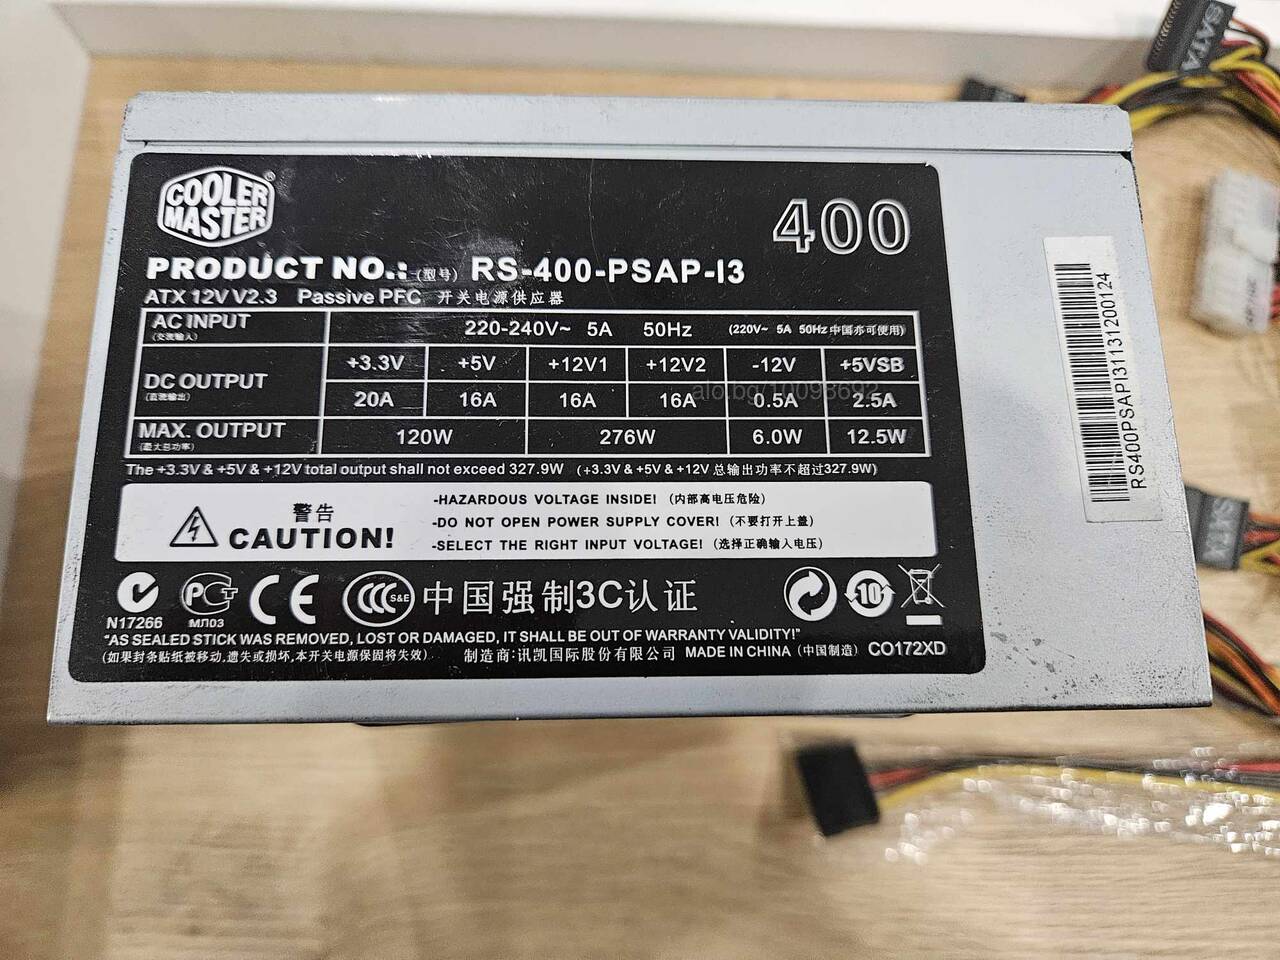 COOLER
MASTER®
400
PRODUCT NO.: (型号) RS-400-PSAP-I3
ATX 12V V2.3 Passive PFC 开关电源供应器
AC INPUT 220-240V~ 5A 50Hz (220V~ 5A 50Hz 中国亦可使用)
(交流输入)
+3.3V +5V +12V1 +12V2 -12V +5VSB
DC OUTPUT
(直流输出)
20A 16A 16A 16A 0.5A 2.5A
alo.bg/10098692
MAX. OUTPUT 120W 276W 6.0W 12.5W
(最大总功率)
The +3.3V & +5V & +12V total output shall not exceed 327.9W (+3.3V & +5V & +12V 总输出功率不超过327.9W)
警告
CAUTION!
-HAZARDOUS VOLTAGE INSIDE! (内部高电压危险)
-DO NOT OPEN POWER SUPPLY COVER! (不要打开上盖)
-SELECT THE RIGHT INPUT VOLTAGE! (选择正确输入电压)
N17266
МЛ03
CE
CCC S&E
中国强制3C认证
10
"AS SEALED STICK WAS REMOVED, LOST OR DAMAGED, IT SHALL BE OUT OF WARRANTY VALIDITY!"
(如果封条贴纸被移动,遗失或损坏,本开关电源保固将失效) 制造商:讯凯国际股份有限公司 MADE IN CHINA (中国制造) CO172XD
RS400PSAPI31131200124
SATA
SATA